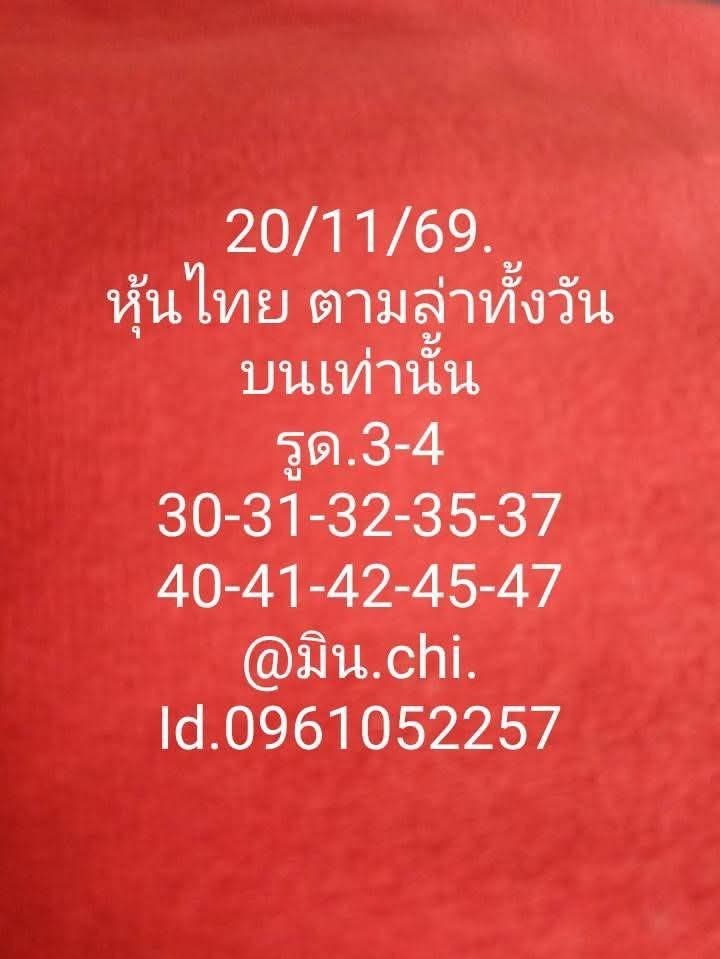 20/11/69.
หุ้นไทย ตามล่าทั้งวัน
บนเท่านั้น
รูด.3-4
30-31-32-35-37
40-41-42-45-47
@มิน.chi.
Id.0961052257